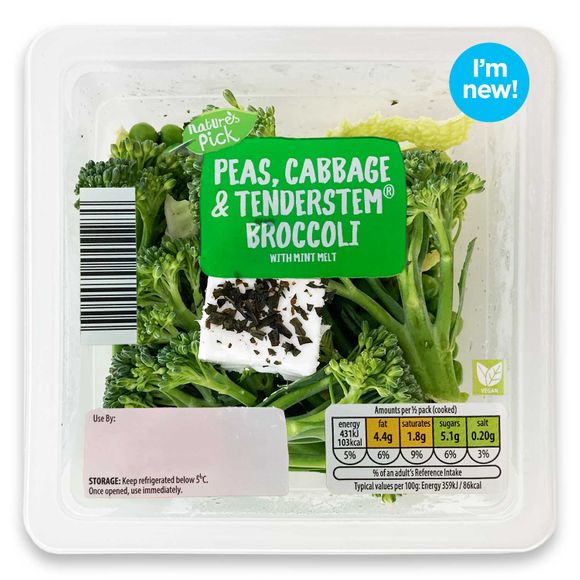 I'm
new!
nature's
pick
PEAS, CABBAGE
& TENDERSTEM®
BROCCOLI
WITH MINT MELT
VEGAN
Use By:
STORAGE: Keep refrigerated below 5°C.
Once opened, use immediately.
Amounts per ½ pack (cooked)
energy fat saturates sugars salt
431kJ
103kcal 4.4g 1.8g 5.1g 0.20g
5% 6% 9% 6% 3%
% of an adult's Reference Intake
Typical values per 100g: Energy 359kJ / 86kcal